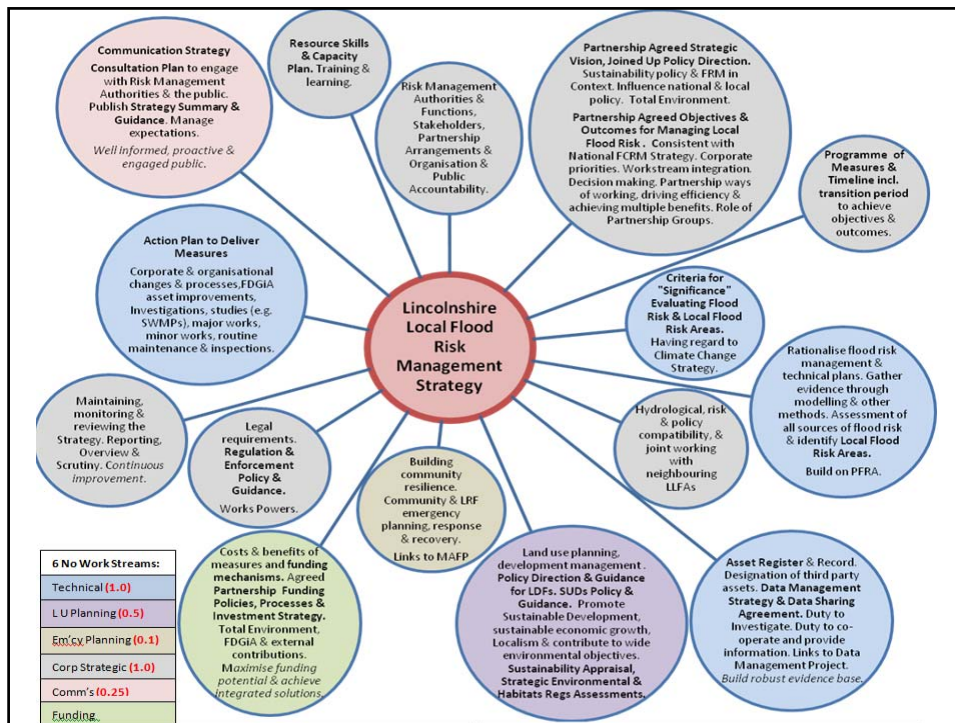 Communication Strategy
Consultation Plan to engage
with Risk Management
Authorities & the public.
Publish Strategy Summary &
Guidance. Manage
expectations.
Well informed, proactive &
engaged public.
Resource Skills
& Capacity
Plan. Training &
learning.
Risk Management
Authorities &
Functions,
Stakeholders,
Partnership
Arrangements &
Organisation &
Public
Accountability.
Partnership Agreed Strategic
Vision, Joined Up Policy Direction.
Sustainability policy & FRM in
Context. Influence national & local
policy. Total Environment.
Partnership Agreed Objectives &
Outcomes for Managing Local
Flood Risk . Consistent with
National FCRM Strategy. Corporate
priorities. Workstream integration.
Decision making. Partnership ways
of working, driving efficiency &
achieving multiple benefits. Role of
Partnership Groups.
Programme of
Measures &
Timeline incl.
transition period
to achieve
objectives &
outcomes.
Action Plan to Deliver
Measures
Corporate & organisational
changes & processes,FDGiA
asset improvements,
Investigations, studies (e.g.
SWMPs), major works,
minor works, routine
maintenance & inspections.
Lincolnshire
Local Flood
Risk
Management
Strategy
Criteria for
"Significance"
Evaluating Flood
Risk & Local Flood
Risk Areas.
Having regard to
Climate Change
Strategy.
Rationalise flood risk
management &
technical plans. Gather
evidence through
modelling & other
methods. Assessment of
all sources of flood risk
& identify Local Flood
Risk Areas.
Build on PFRA.
Maintaining,
monitoring &
reviewing the
Strategy. Reporting,
Overview &
Scrutiny. Continuous
Improvement.
Legal
requirements.
Regulation &
Enforcement
Policy &
Guidance.
Works Powers.
Building
community
resilience.
Community & LRF
emergency
planning, response
& recovery.
Links to MAFP
Hydrological, risk
& policy
compatibility, &
joint working
with
neighbouring
LLFAs
Costs & benefits of
measures and funding
mechanisms. Agreed
Partnership Funding
Policies, Processes &
Investment Strategy.
Total Environment,
FDGiA & external
contributions.
Maximise funding
potential & achieve
integrated solutions.
Land use planning,
development management .
Policy Direction & Guidance
for LDFs. SUDs Policy &
Guidance. Promote
Sustainable Development,
sustainable economic growth,
Localism & contribute to wide
environmental objectives.
Sustainability Appraisal,
Strategic Environmental &
Habitats Regs Assessments.
Asset Register & Record.
Designation of third party
assets. Data Management
Strategy & Data Sharing
Agreement. Duty to
Investigate. Duty to co-
operate and provide
information. Links to Data
Management Project.
Build robust evidence base.
6 No Work Streams:
Technical (1.0)
L U Planning (0.5)
Em'cy Planning (0.1)
Corp Strategic (1.0)
Comm's (0.25)
Funding